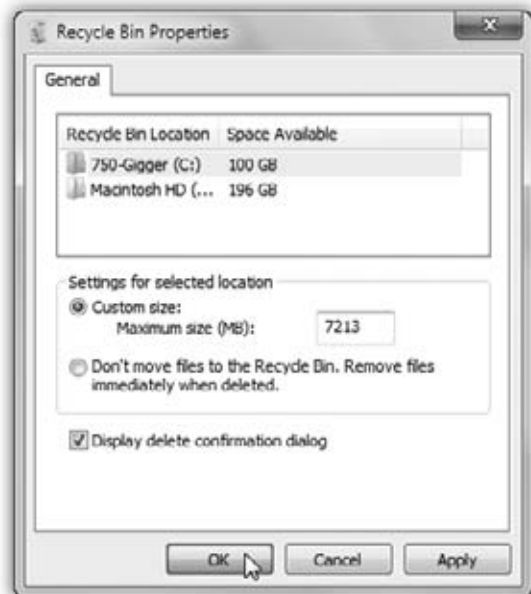 Recycle Bin Properties
General
Recycle Bin Location Space Available
750-Gigger (C:) 100 GB
Macintosh HD (... 196 GB
Settings for selected location
Custom size:
Maximum size (MB): 7213
Don't move files to the Recycle Bin. Remove files
immediately when deleted.
Display delete confirmation dialog
OK Cancel Apply